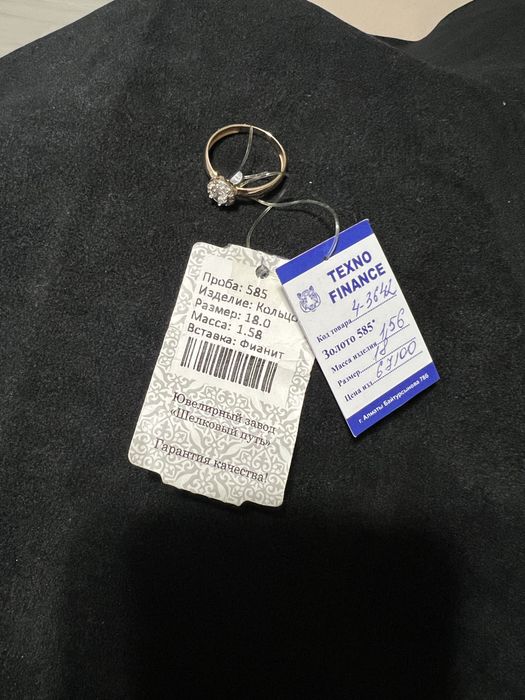 Проба: 585
Изделие: Кольцо
Размер: 18.0
Масса: 1.58
Вставка: Фианит
Ювелирный завод
«Шелковый путь»
Гарантия качества!
TEXNO
FINANCE
Код товара
Золото 585*
Масса изделия 1,56
Размер 18
Цена изд. 67100
г. Алматы Байтурсынова 78б